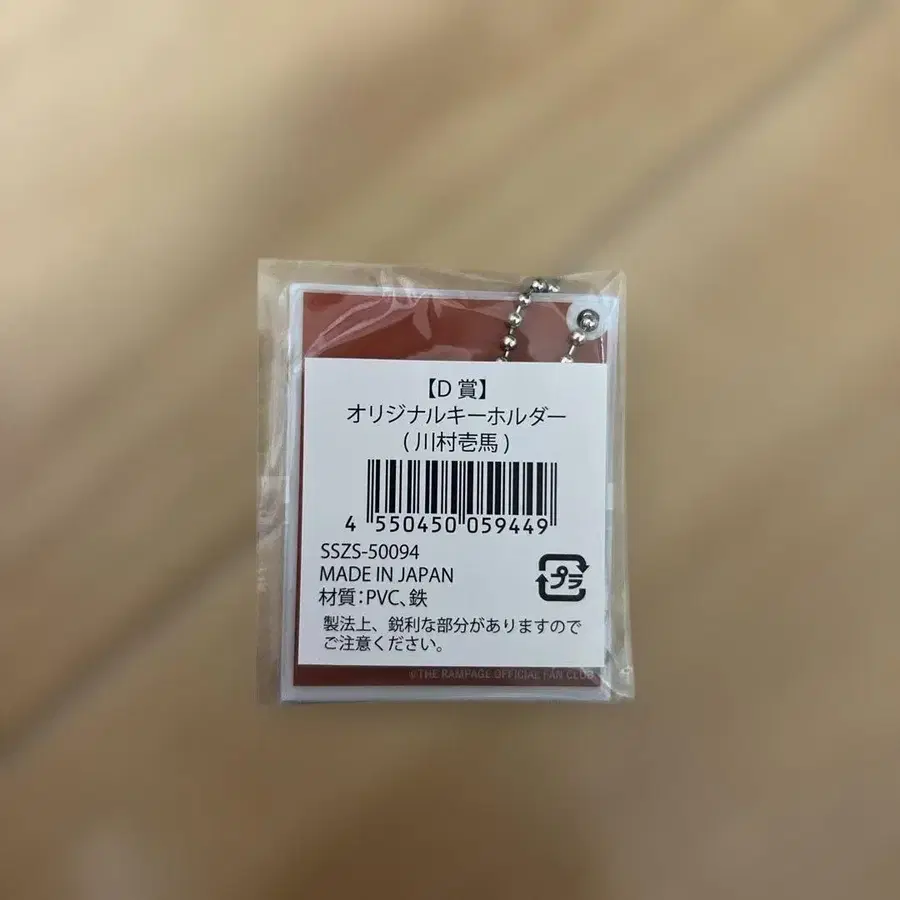 【D 賞】
オリジナルキーホルダー
( 川村壱馬 )
4 550450 059449
SSZS-50094
MADE IN JAPAN
材質:PVC、鉄
プラ
製法上、鋭利な部分がありますので
ご注意ください。
©THE RAMPAGE OFFICIAL FAN CLUB